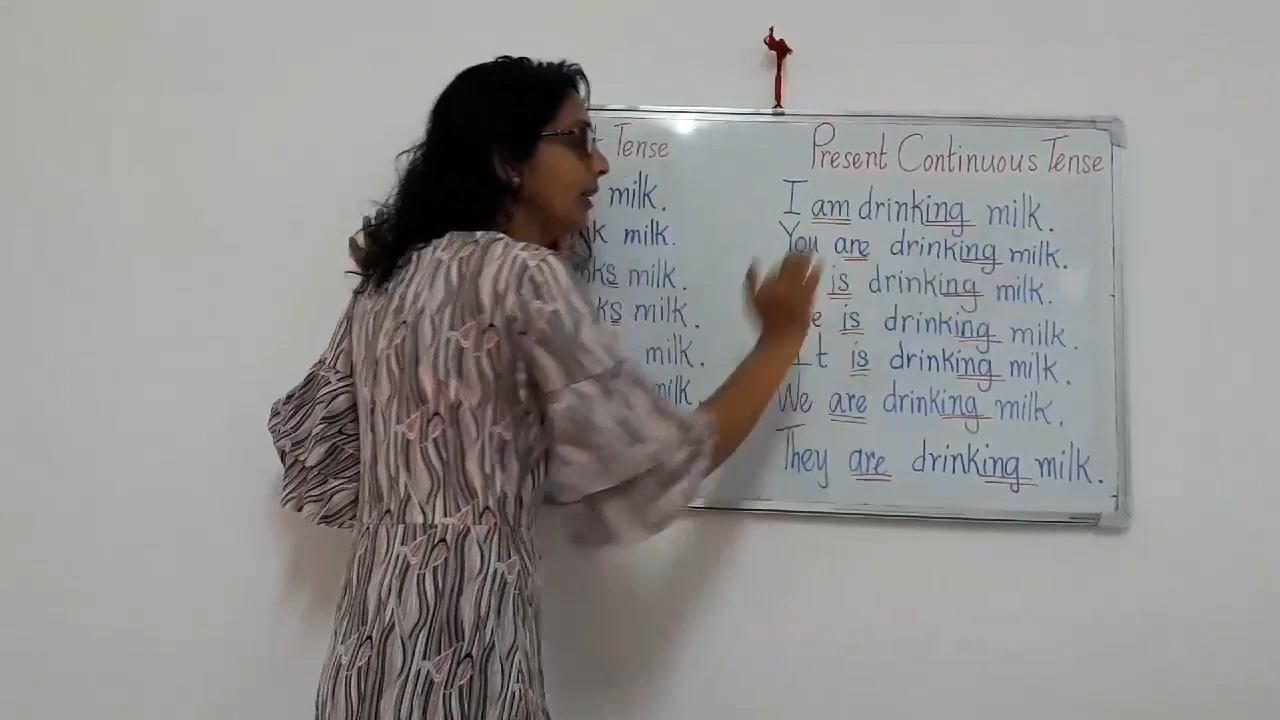 Tense
milk.
milk.
milk.
milk.
milk.
milk.
Present Continuous Tense
I am drinking milk.
You are drinking milk.
is drinking milk.
is drinking milk.
It is drinking milk.
We are drinking milk.
They are drinking milk.